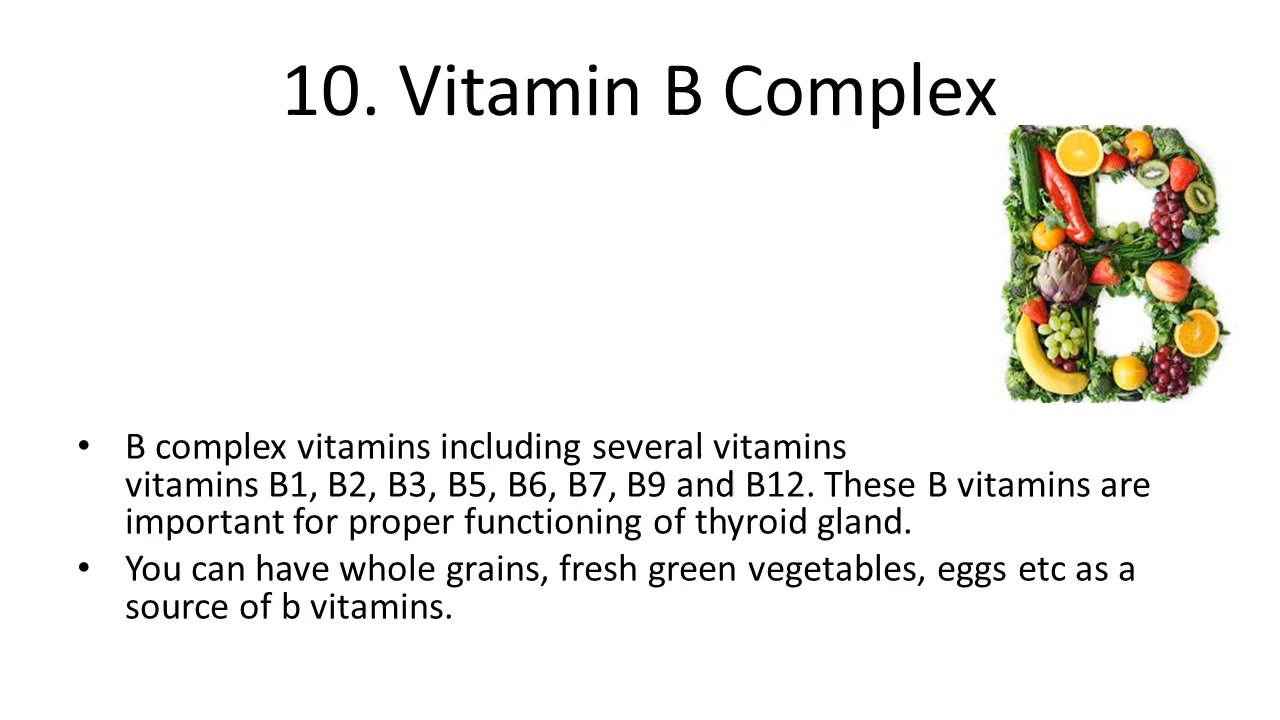 10. Vitamin B Complex
• B complex vitamins including several vitamins
vitamins B1, B2, B3, B5, B6, B7, B9 and B12. These B vitamins are
important for proper functioning of thyroid gland.
• You can have whole grains, fresh green vegetables, eggs etc as a
source of b vitamins.